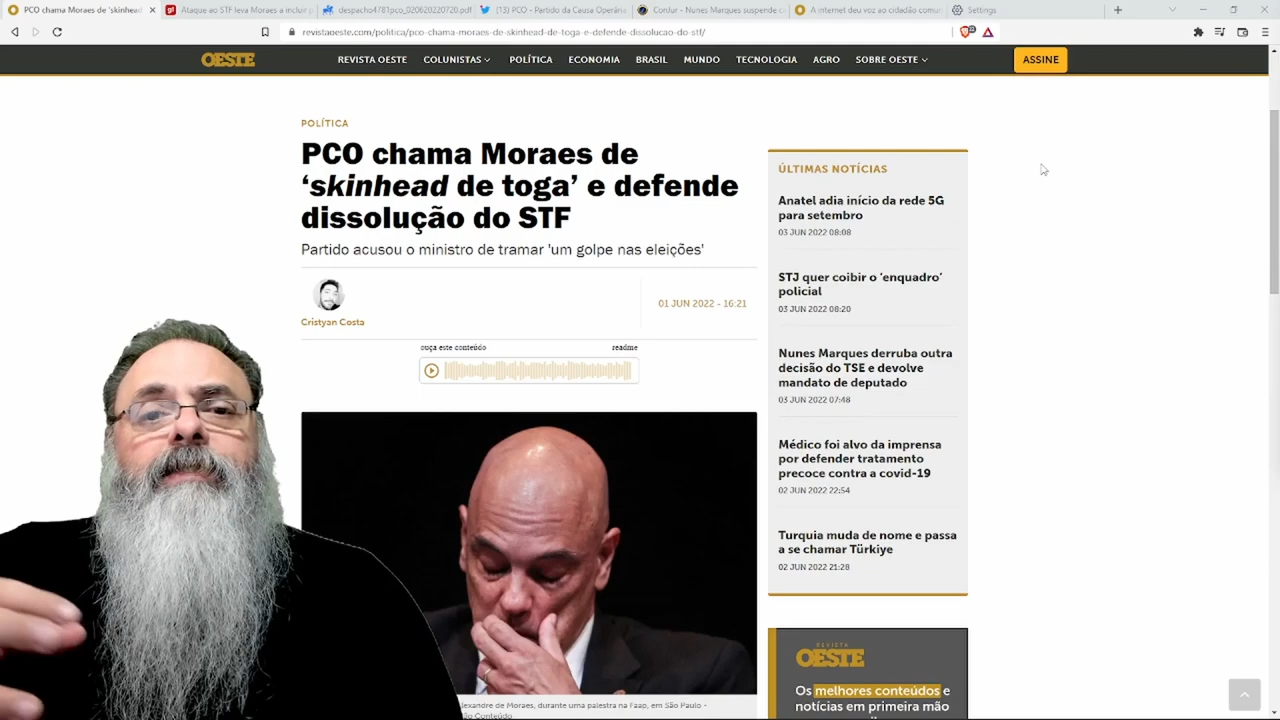 PCO chama Moraes de 'skinhead
Ataque ao STF leva Moraes a incluir p
despacho4781pco_020620220720.pdf
(13) PCO - Partido da Causa Operári
ConJur - Nunes Marques suspende c
A internet deu voz ao cidadão comu
Settings
revistaoeste.com/politica/pco-chama-moraes-de-skinhead-de-toga-e-defende-dissolucao-do-stf/
OESTE
REVISTA OESTE
COLUNISTAS
POLÍTICA
ECONOMIA
BRASIL
MUNDO
TECNOLOGIA
AGRO
SOBRE OESTE
ASSINE
POLÍTICA
PCO chama Moraes de
‘skinhead de toga’ e defende
dissolução do STF
Partido acusou o ministro de tramar 'um golpe nas eleições'
Cristyan Costa
01 JUN 2022 - 16:21
ouça este conteúdo
readme
lexandre de Moraes, durante uma palestra na Faap, em São Paulo -
ão Conteúdo
ÚLTIMAS NOTÍCIAS
Anatel adia início da rede 5G
para setembro
03 JUN 2022 08:08
STJ quer coibir o ‘enquadro’
policial
03 JUN 2022 08:20
Nunes Marques derruba outra
decisão do TSE e devolve
mandato de deputado
03 JUN 2022 07:48
Médico foi alvo da imprensa
por defender tratamento
precoce contra a covid-19
02 JUN 2022 22:54
Turquia muda de nome e passa
a se chamar Türkiye
02 JUN 2022 21:28
REVISTA
OESTE
Os melhores conteúdos e
notícias em primeira mão